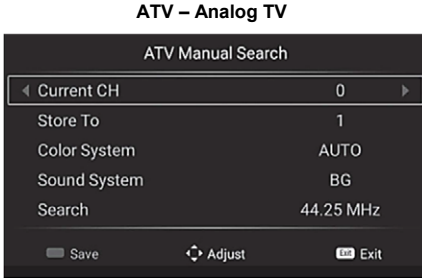 ATV – Analog TV
ATV Manual Search
Current CH 0
Store To 1
Color System AUTO
Sound System BG
Search 44.25 MHz
Save Adjust Exit Exit